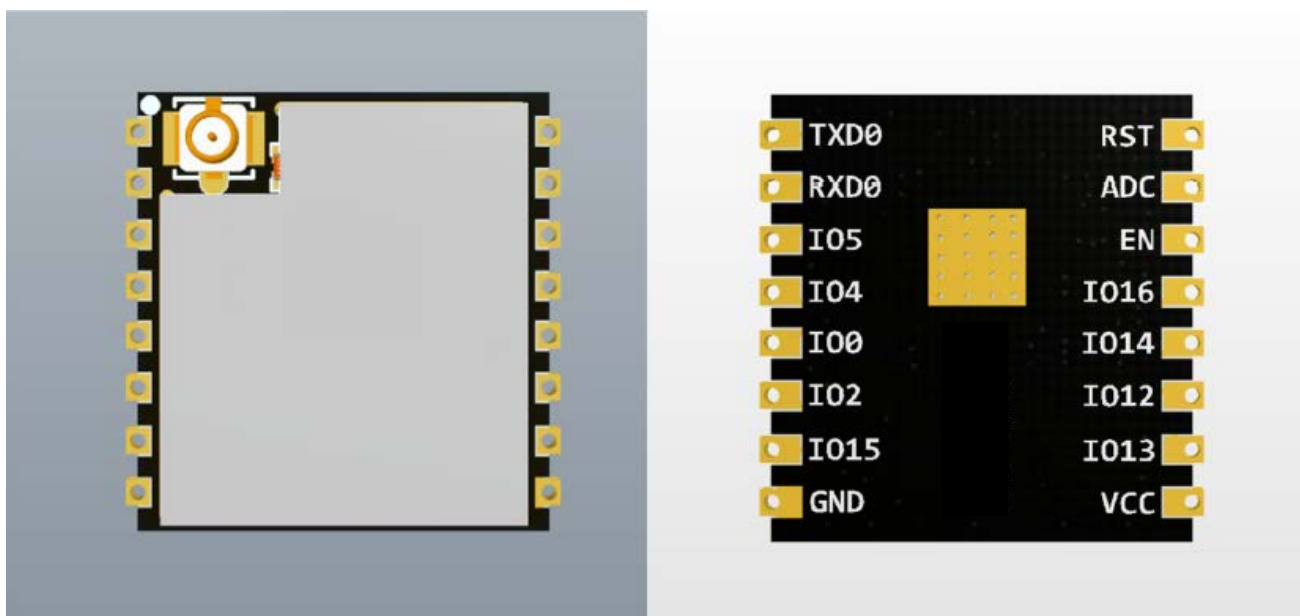 TXD0 RST
RXD0 ADC
IO5 EN
IO4 IO16
IO0 IO14
IO2 IO12
IO15 IO13
GND VCC